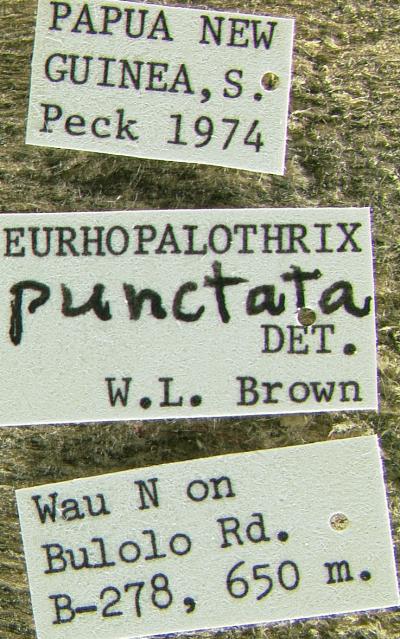 PAPUA NEW
GUINEA, S.
Peck 1974
EURHOPALOTHRIX
punctata
DET.
W.L. Brown
Wau N on
Bulolo Rd.
B-278, 650 m.